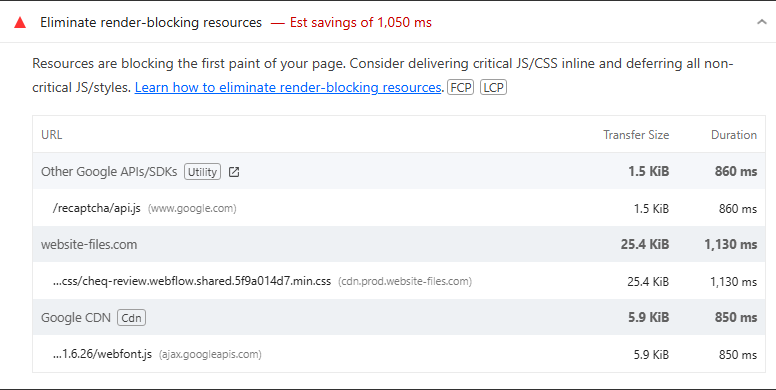 Eliminate render-blocking resources — Est savings of 1,050 ms
Resources are blocking the first paint of your page. Consider delivering critical JS/CSS inline and deferring all non-
critical JS/styles. Learn how to eliminate render-blocking resources. FCP LCP
URL Transfer Size Duration
Other Google APIs/SDKs Utility 1.5 KiB 860 ms
/recaptcha/api.js (www.google.com) 1.5 KiB 860 ms
website-files.com 25.4 KiB 1,130 ms
...css/cheq-review.webflow.shared.5f9a014d7.min.css (cdn.prod.website-files.com) 25.4 KiB 1,130 ms
Google CDN Cdn 5.9 KiB 850 ms
...1.6.26/webfont.js (ajax.googleapis.com) 5.9 KiB 850 ms